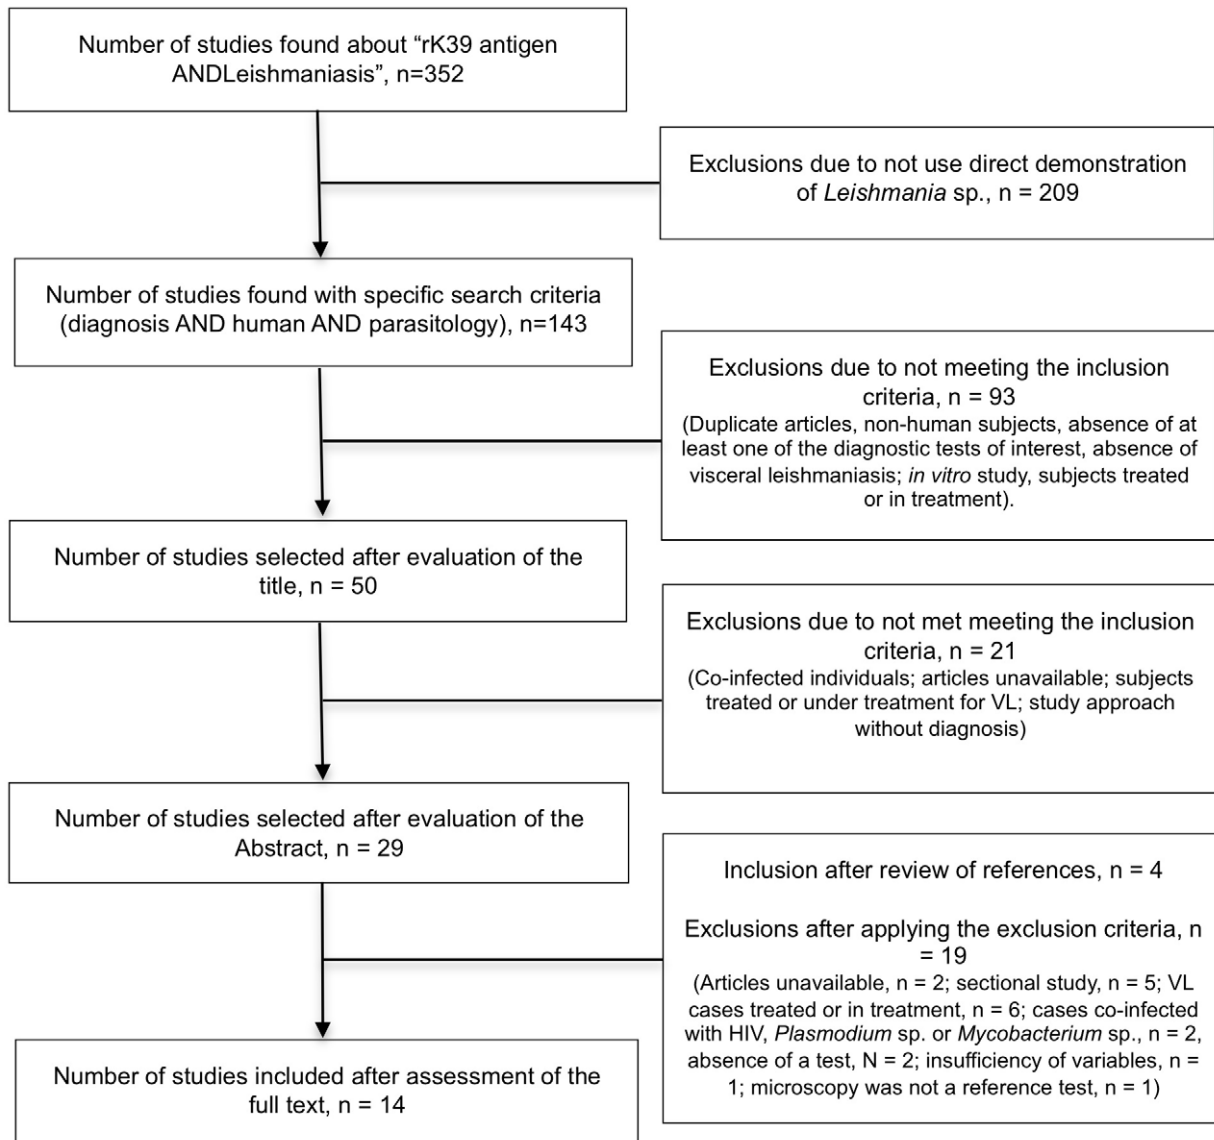 Number of studies found about “rK39 antigen
ANDLeishmaniasis”, n=352
Exclusions due to not use direct demonstration
of Leishmania sp., n = 209
Number of studies found with specific search criteria
(diagnosis AND human AND parasitology), n=143
Exclusions due to not meeting the inclusion
criteria, n = 93
(Duplicate articles, non-human subjects, absence of at
least one of the diagnostic tests of interest, absence of
visceral leishmaniasis; in vitro study, subjects treated
or in treatment).
Number of studies selected after evaluation of the
title, n = 50
Exclusions due to not met meeting the inclusion
criteria, n = 21
(Co-infected individuals; articles unavailable; subjects
treated or under treatment for VL; study approach
without diagnosis)
Number of studies selected after evaluation of the
Abstract, n = 29
Inclusion after review of references, n = 4
Exclusions after applying the exclusion criteria, n
= 19
(Articles unavailable, n = 2; sectional study, n = 5; VL
cases treated or in treatment, n = 6; cases co-infected
with HIV, Plasmodium sp. or Mycobacterium sp., n = 2,
absence of a test, N = 2; insufficiency of variables, n =
1; microscopy was not a reference test, n = 1)
Number of studies included after assessment of the
full text, n = 14